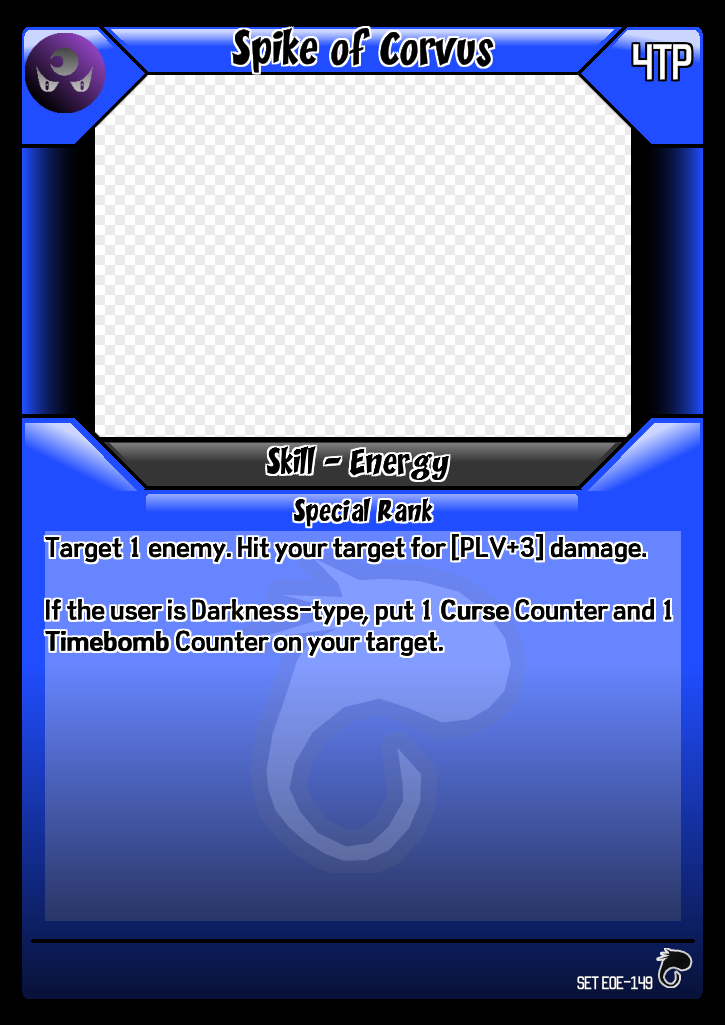 Spike of Corvus
4TP
Skill - Energy
Special Rank
Target 1 enemy. Hit your target for [PLV+3] damage.
If the user is Darkness-type, put 1 Curse Counter and 1
Timebomb Counter on your target.
SET EOE-149